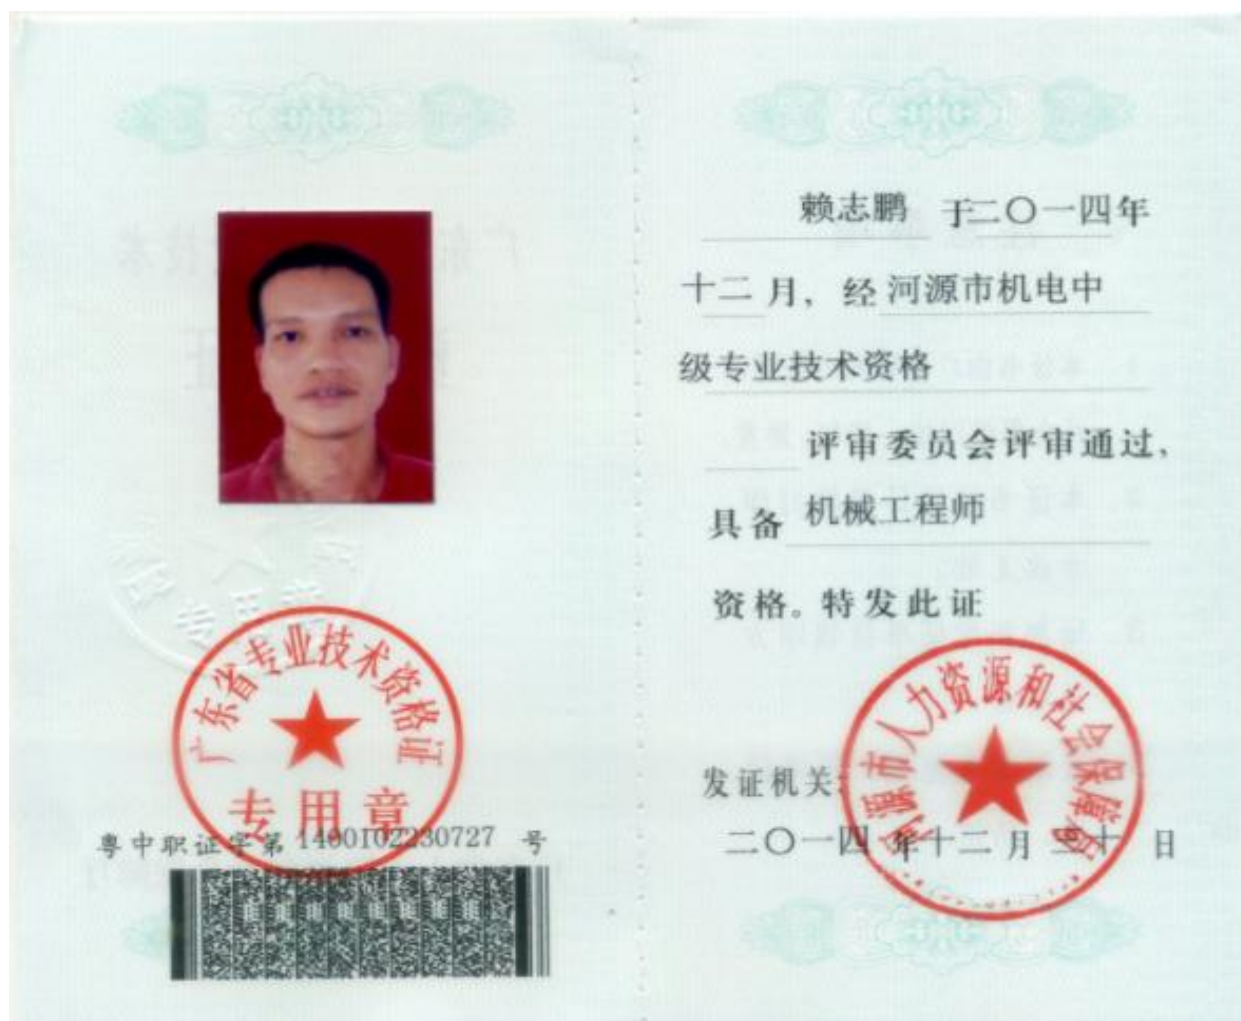 广东省专业技术资格证
专用章
粤中职证字第 1400102230727 号
赖志鹏 于二〇一四年
十二月，经河源市机电中
级专业技术资格
评审委员会评审通过，
具备 机械工程师
资格。特发此证
河源市人力资源和社会保障局
发证机关：
二〇一四年十二月三十日